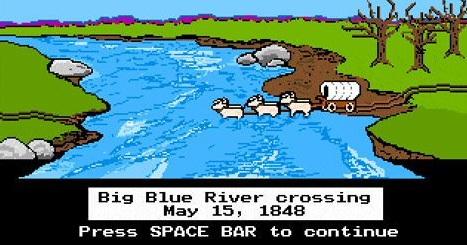 Big Blue River crossing
May 15, 1848
Press SPACE BAR to continue